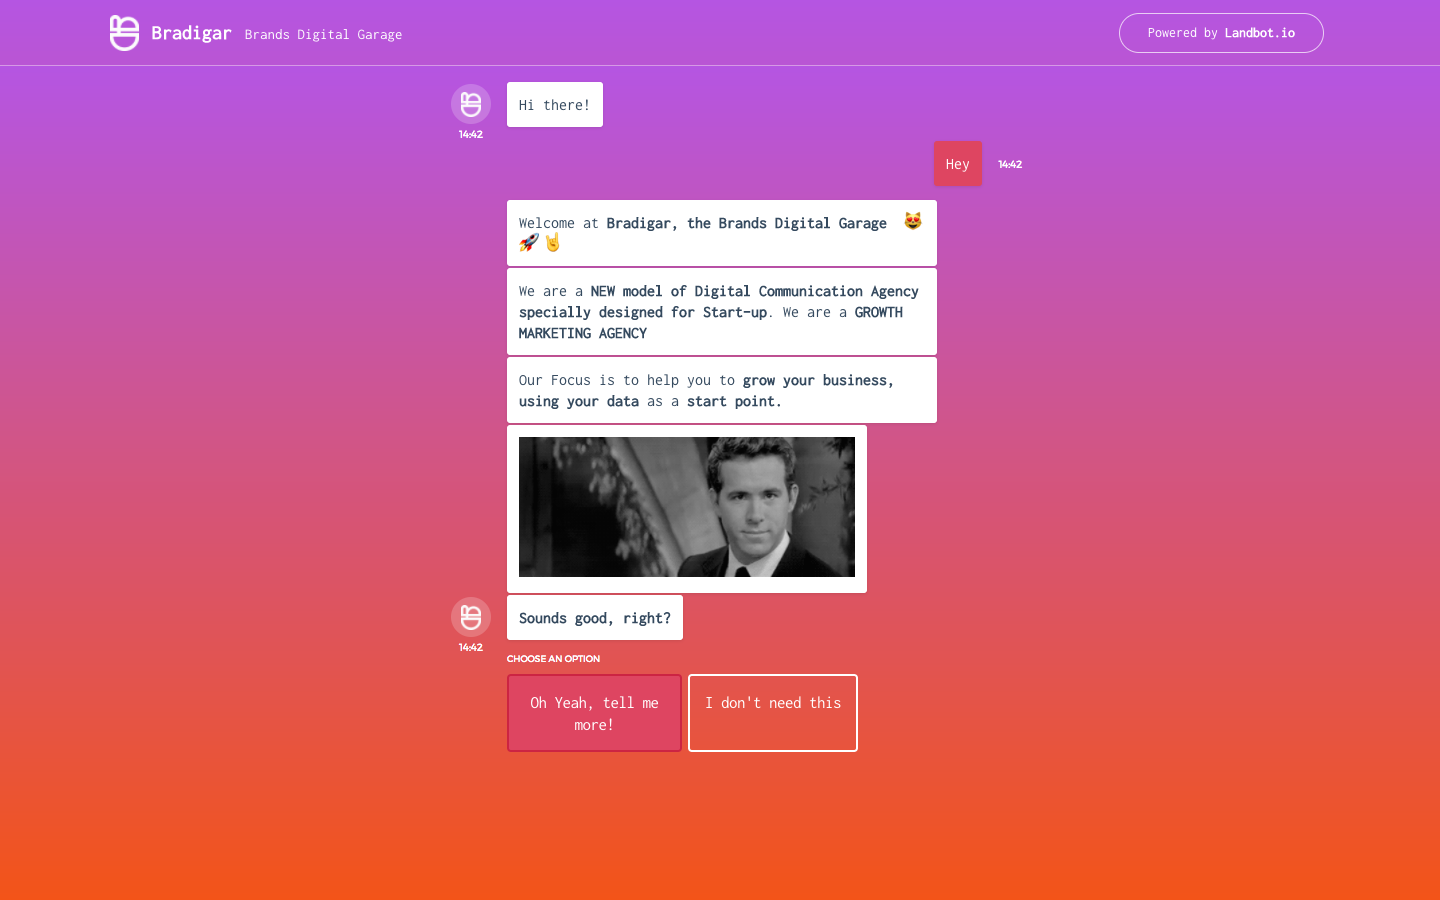 Bradigar Brands Digital Garage
Powered by Landbot.io
Hi there!
14:42
Hey
14:42
Welcome at Bradigar, the Brands Digital Garage 😻
🚀 🤘
We are a NEW model of Digital Communication Agency
specially designed for Start-up. We are a GROWTH
MARKETING AGENCY
Our Focus is to help you to grow your business,
using your data as a start point.
Sounds good, right?
14:42
CHOOSE AN OPTION
Oh Yeah, tell me
more!
I don't need this